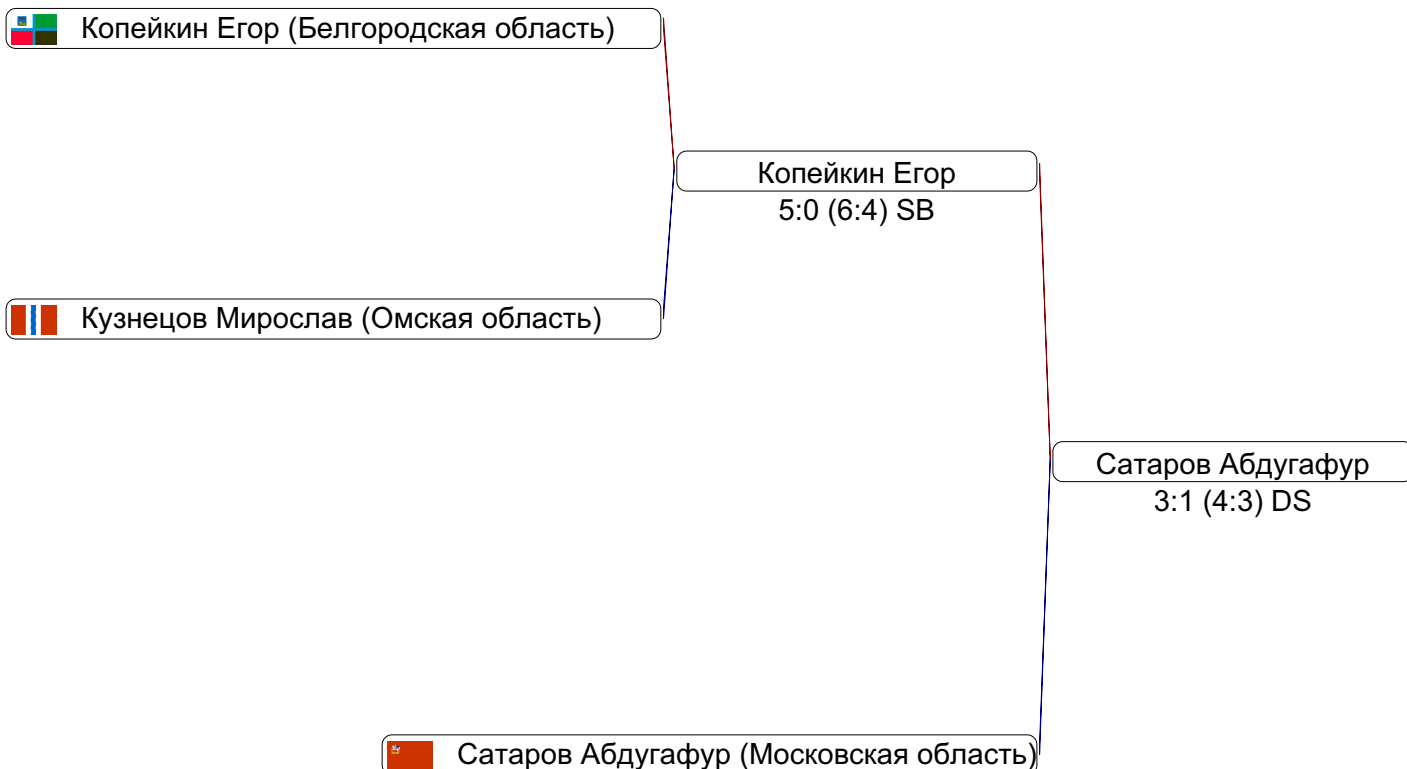 Копейкин Егор (Белгородская область)
Копейкин Егор
5:0 (6:4) SB
Кузнецов Мирослав (Омская область)
Сатаров Абдугафур
3:1 (4:3) DS
Сатаров Абдугафур (Московская область)